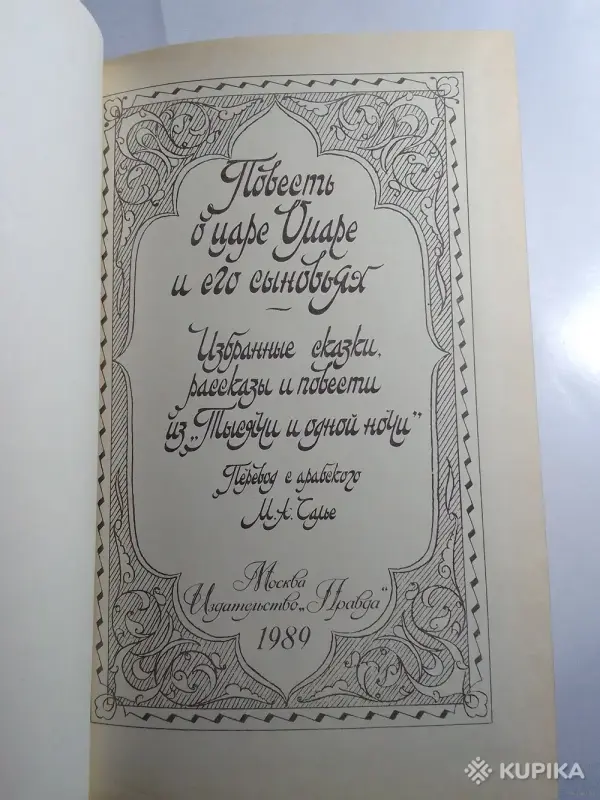 Повесть
о царе Омаре
и его сыновьях
Избранные сказки,
рассказы и повести
из „Тысячи и одной ночи"
Перевод с арабского
М.А. Салье
Москва
Издательство „Правда"
1989
KUPIKA